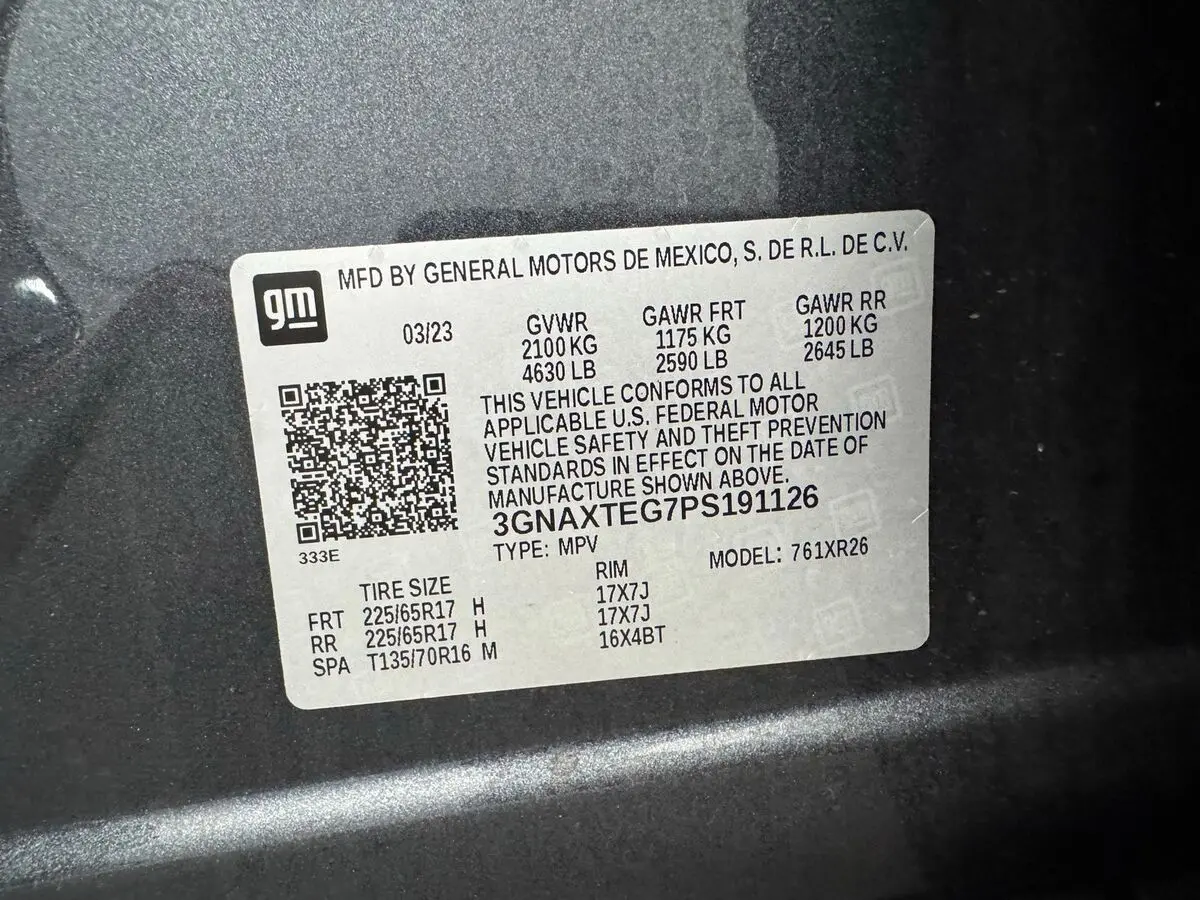 gm
MFD BY GENERAL MOTORS DE MEXICO, S. DE R.L. DE C.V.
03/23 GVWR GAWR FRT GAWR RR
2100 KG 1175 KG 1200 KG
4630 LB 2590 LB 2645 LB
THIS VEHICLE CONFORMS TO ALL
APPLICABLE U.S. FEDERAL MOTOR
VEHICLE SAFETY AND THEFT PREVENTION
STANDARDS IN EFFECT ON THE DATE OF
MANUFACTURE SHOWN ABOVE.
3GNAXTEG7PS191126
333E
TYPE: MPV MODEL: 761XR26
TIRE SIZE RIM
FRT 225/65R17 H 17X7J
RR 225/65R17 H 17X7J
SPA T135/70R16 M 16X4BT